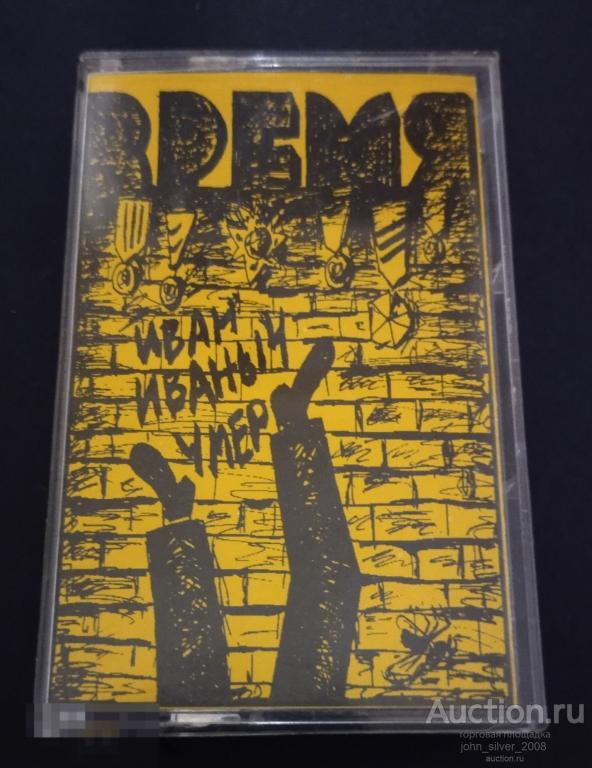 ВРЕМЯ
ИВАН
ИВАНЫЧ
УМЕР
Auction.ru
торговая площадка
john_silver_2008
auction.ru